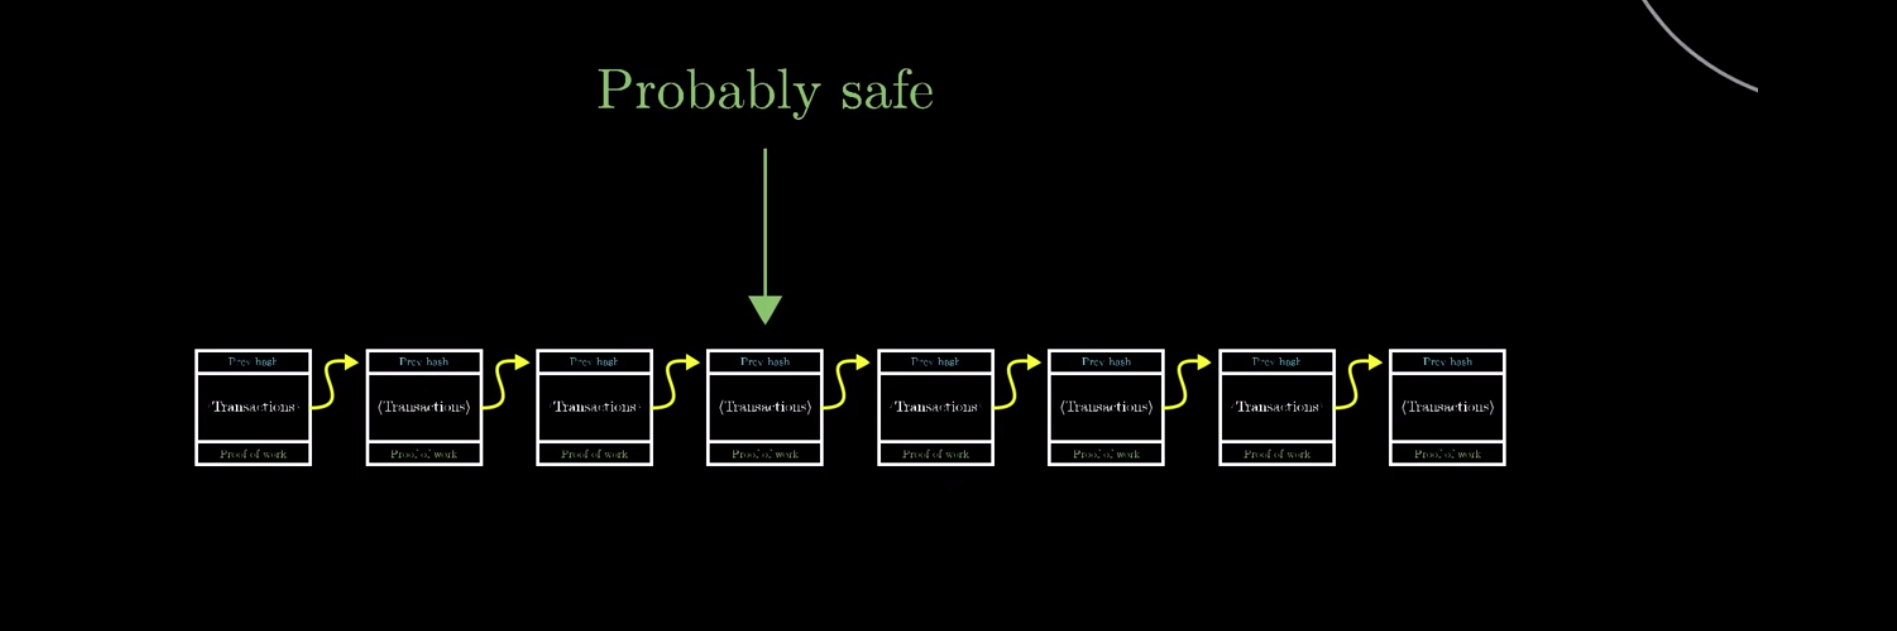 Probably safe
Prev hash Prev hash Prev hash Prev hash Prev hash Prev hash Prev hash Prev hash
Transactions ⟨Transactions⟩ Transactions ⟨Transactions⟩ Transactions ⟨Transactions⟩ Transactions ⟨Transactions⟩
Proof of work Proof of work Proof of work Proof of work Proof of work Proof of work Proof of work Proof of work